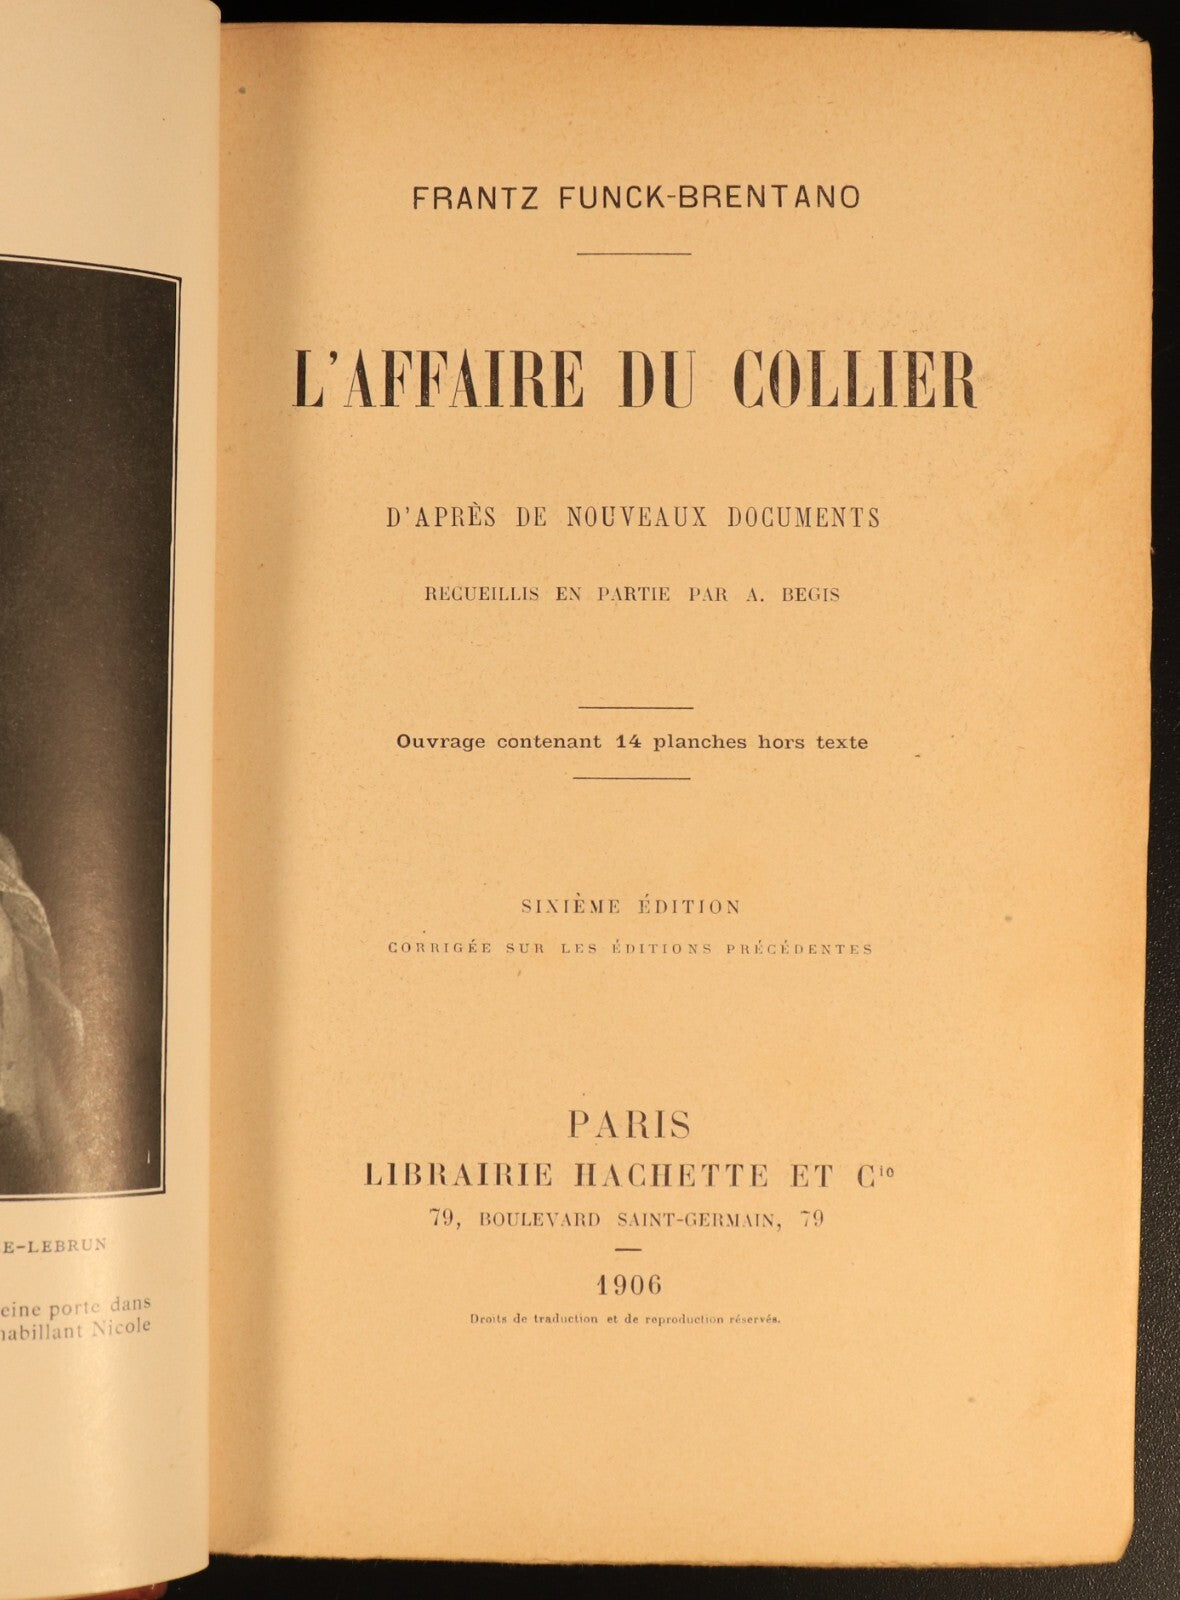 E-LEBRUN
eine porte dans
habillant Nicole
FRANTZ FUNCK-BRENTANO
L'AFFAIRE DU COLLIER
D'APRÈS DE NOUVEAUX DOCUMENTS
RECUEILLIS EN PARTIE PAR A. BEGIS
Ouvrage contenant 14 planches hors texte
SIXIÈME ÉDITION
CORRIGÉE SUR LES ÉDITIONS PRÉCÉDENTES
PARIS
LIBRAIRIE HACHETTE ET Cie
79, BOULEVARD SAINT-GERMAIN, 79
1906
Droits de traduction et de reproduction réservés.